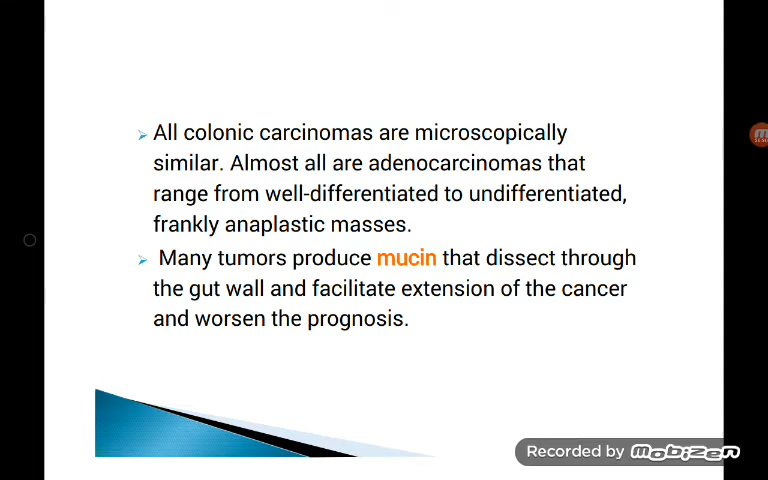 All colonic carcinomas are microscopically
similar. Almost all are adenocarcinomas that
range from well-differentiated to undifferentiated,
frankly anaplastic masses.
Many tumors produce mucin that dissect through
the gut wall and facilitate extension of the cancer
and worsen the prognosis.
Recorded by mobizen